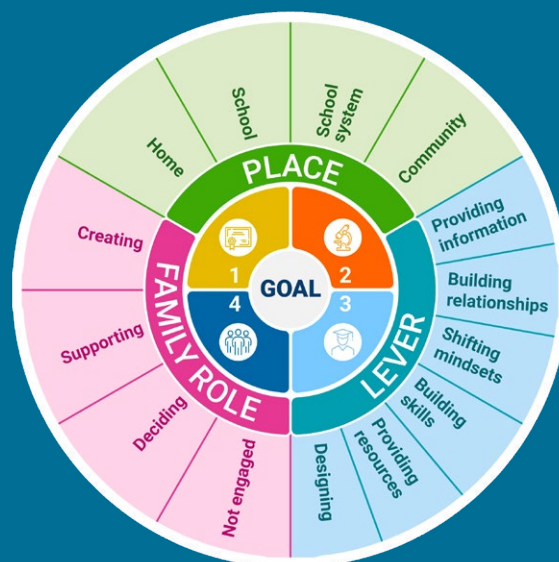 Home
School
School
system
Community
PLACE
Creating
Supporting
Deciding
Not engaged
FAMILY ROLE
1
2
GOAL
4
3
LEVER
Providing
information
Building
relationships
Shifting
mindsets
Building
skills
Providing
resources
Designing